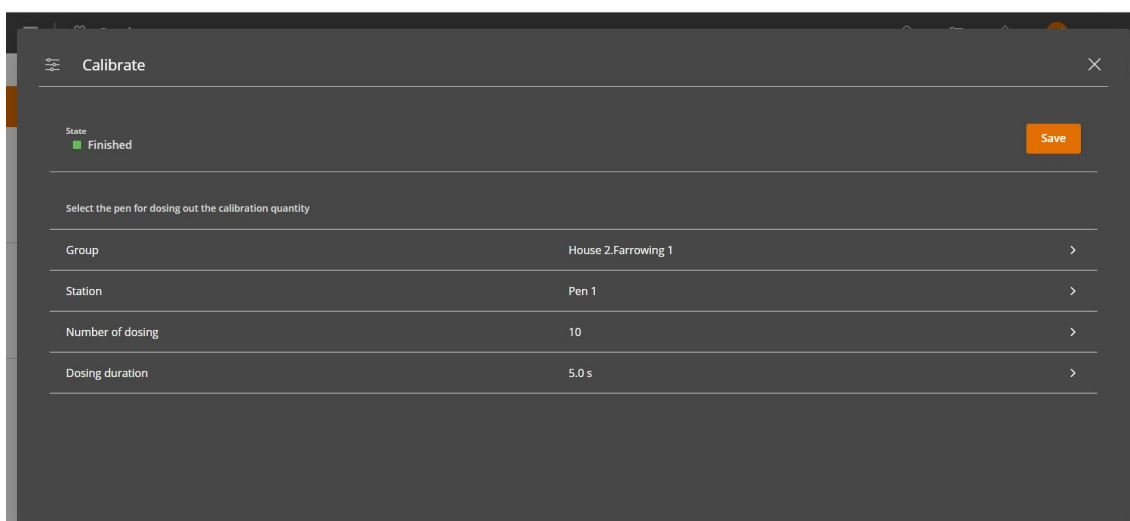 Calibrate
State
Finished
Save
Select the pen for dosing out the calibration quantity
Group House 2.Farrowing 1
Station Pen 1
Number of dosing 10
Dosing duration 5.0 s